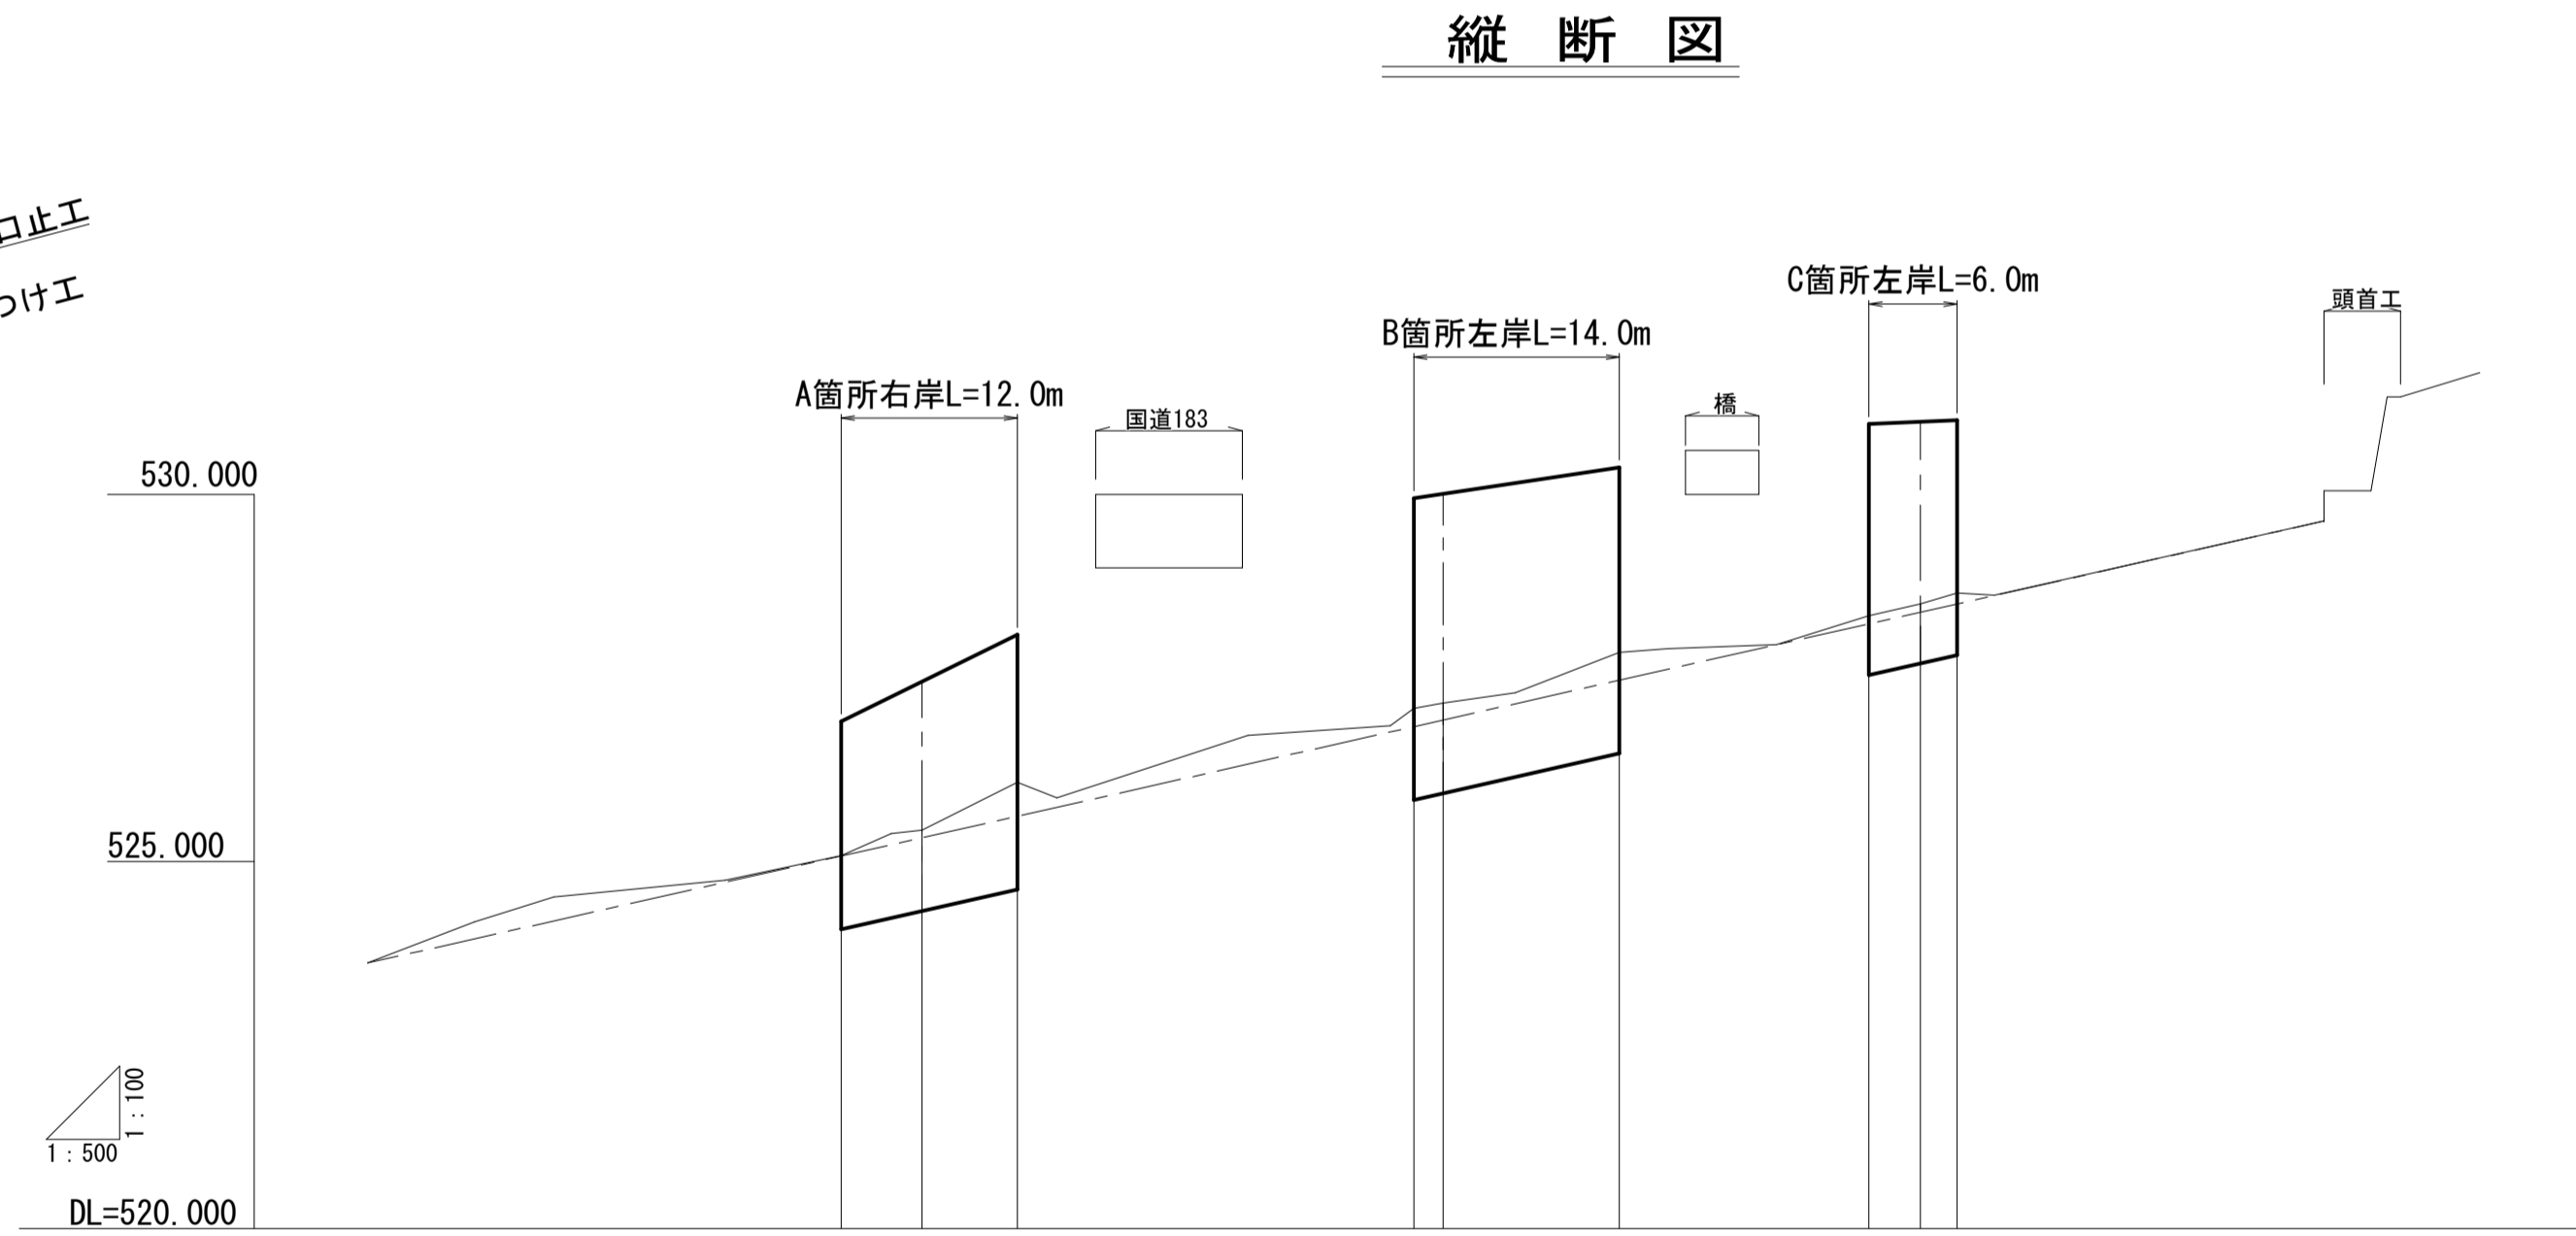 縦断図
口止工
つけ工
C箇所左岸L=6.0m
頭首工
B箇所左岸L=14.0m
A箇所右岸L=12.0m
橋
国道183
530.000
525.000
1:100
1:500
DL=520.000